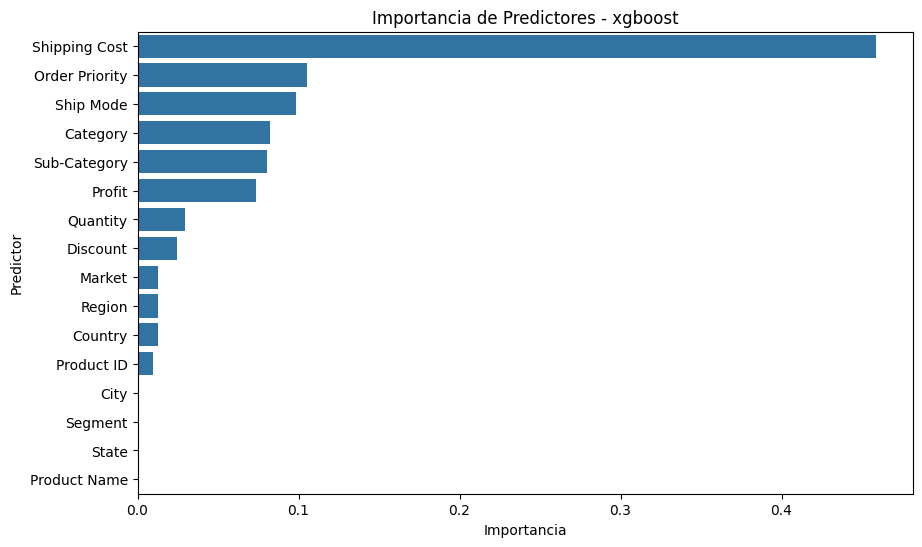 Importancia de Predictores - xgboost
Predictor
Shipping Cost
Order Priority
Ship Mode
Category
Sub-Category
Profit
Quantity
Discount
Market
Region
Country
Product ID
City
Segment
State
Product Name
0.0 0.1 0.2 0.3 0.4
Importancia